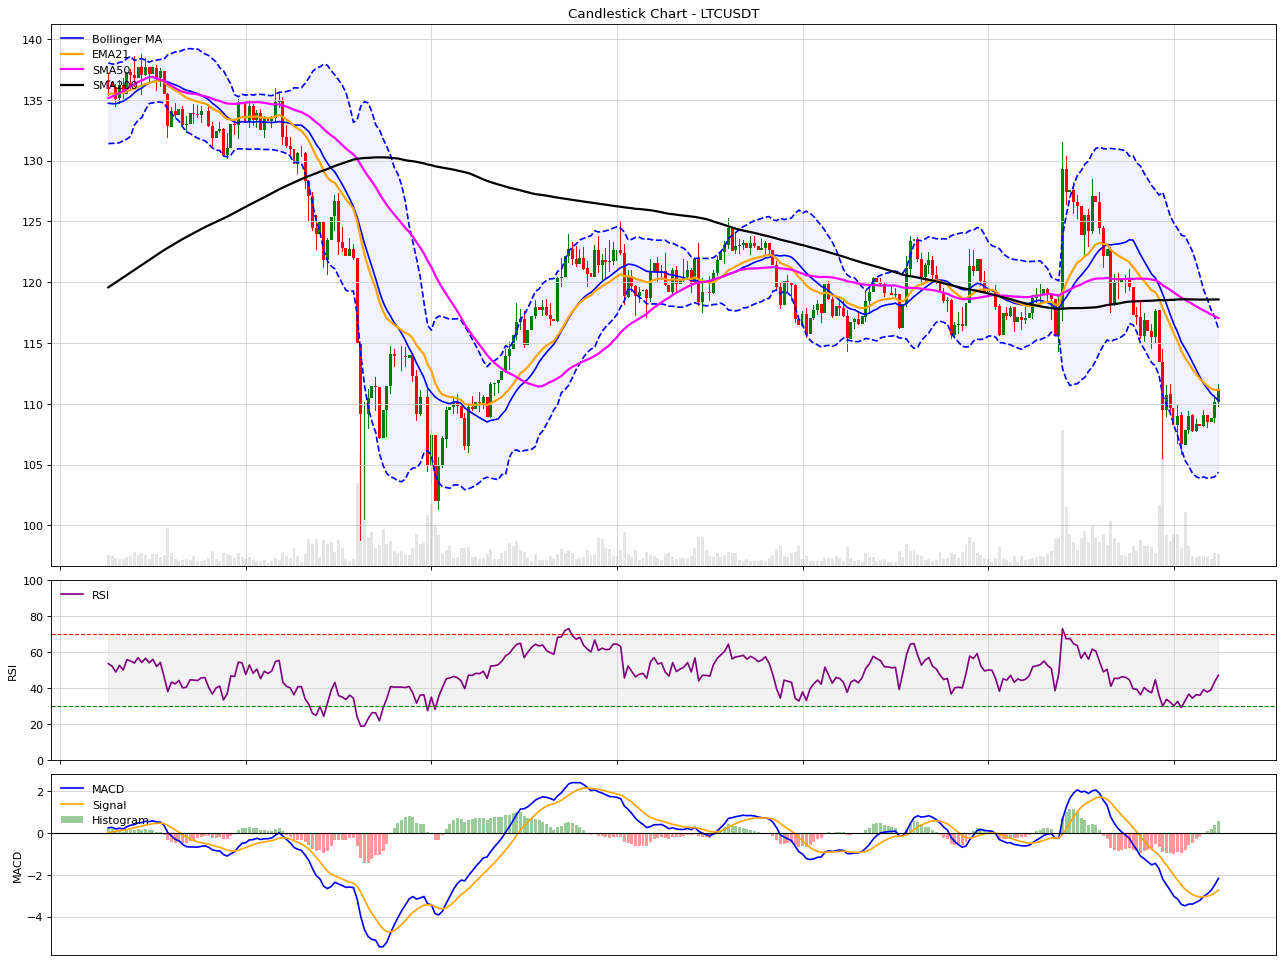 Candlestick Chart - LTCUSDT
Bollinger MA
EMA21
SMA50
SMA200
140
135
130
125
120
115
110
105
100
RSI
100
80
60
40
20
0
RSI
MACD
Signal
Histogram
2
0
−2
−4
MACD